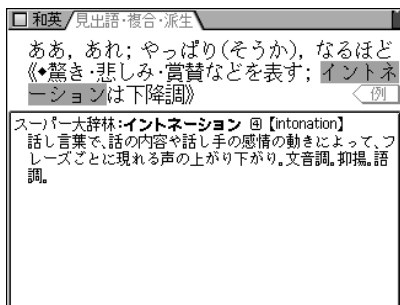 和英 見出語・複合・派生
ああ，あれ；やっぱり(そうか)，なるほど
《◆驚き・悲しみ・賞賛などを表す；イントネ
ーションは下降調》
例
スーパー大辞林:イントネーション ④【intonation】
話し言葉で、話の内容や話し手の感情の動きによって、フ
レーズごとに現れる声の上がり下がり。文音調。抑揚。語
調。